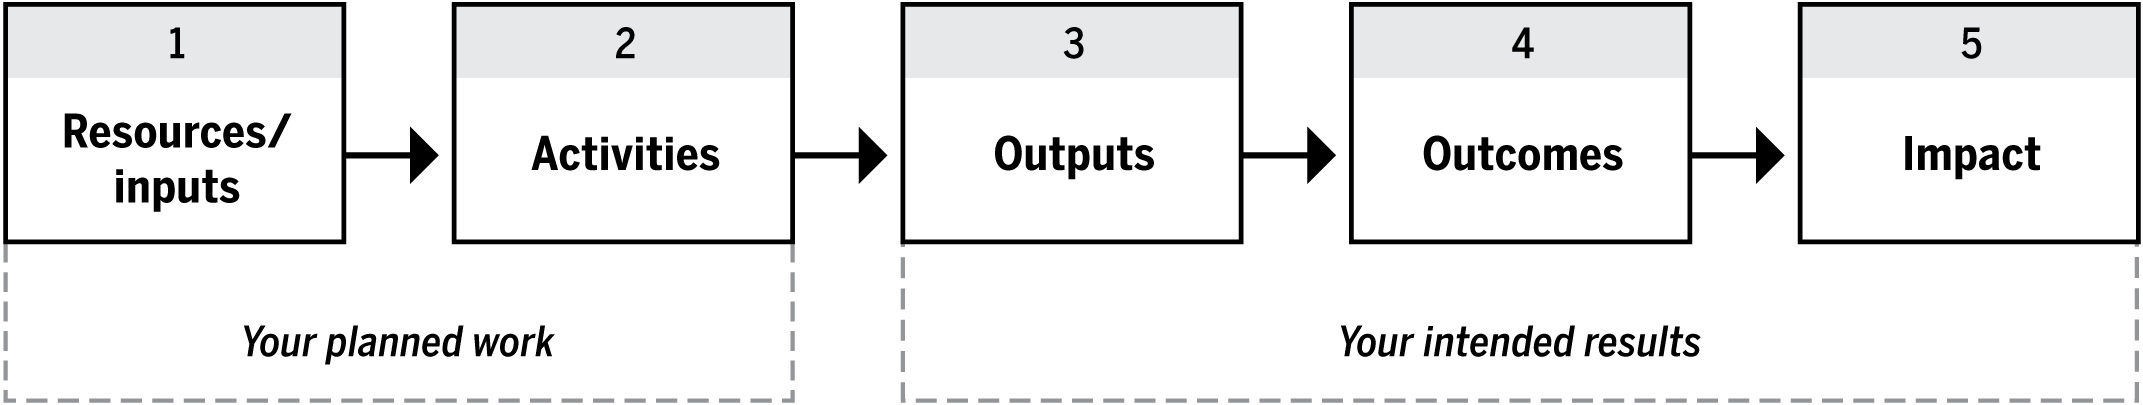 1
Resources/
inputs
2
Activities
3
Outputs
4
Outcomes
5
Impact
Your planned work
Your intended results